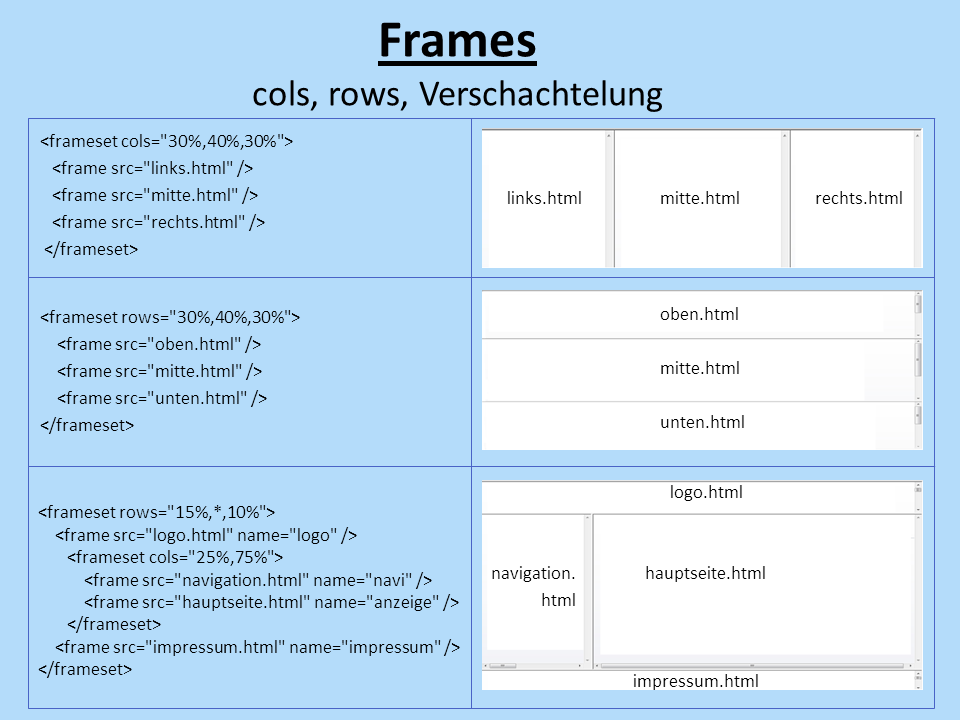 Frames
cols, rows, Verschachtelung
<frameset cols="30%,40%,30%">
<frame src="links.html" />
<frame src="mitte.html" />
<frame src="rechts.html" />
</frameset>
links.html mitte.html rechts.html
<frameset rows="30%,40%,30%">
<frame src="oben.html" />
<frame src="mitte.html" />
<frame src="unten.html" />
</frameset>
oben.html
mitte.html
unten.html
<frameset rows="15%,*,10%">
<frame src="logo.html" name="logo" />
<frameset cols="25%,75%">
<frame src="navigation.html" name="navi" />
<frame src="hauptseite.html" name="anzeige" />
</frameset>
<frame src="impressum.html" name="impressum" />
</frameset>
logo.html
navigation. hauptseite.html
html
impressum.html